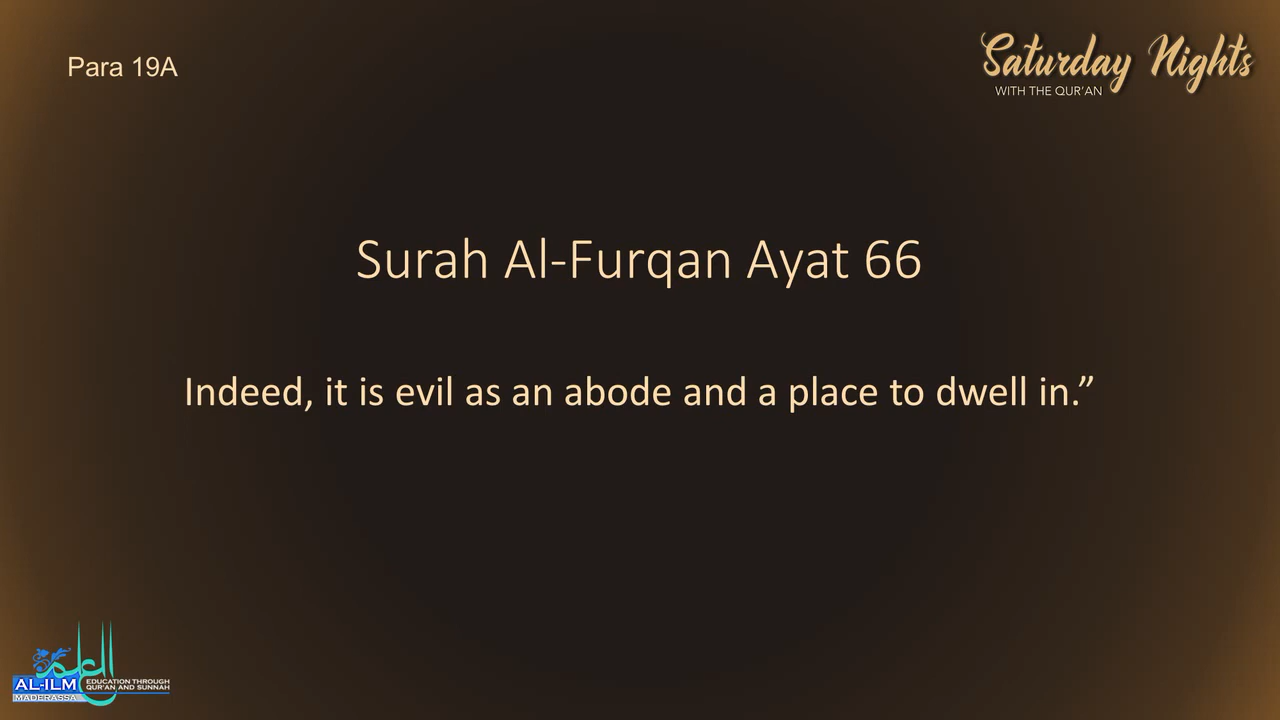 Para 19A
Saturday Nights
WITH THE QUR'AN
Surah Al-Furqan Ayat 66
Indeed, it is evil as an abode and a place to dwell in.”
العلم
AL-ILM
MADERASSA
EDUCATION THROUGH
QUR'AN AND SUNNAH